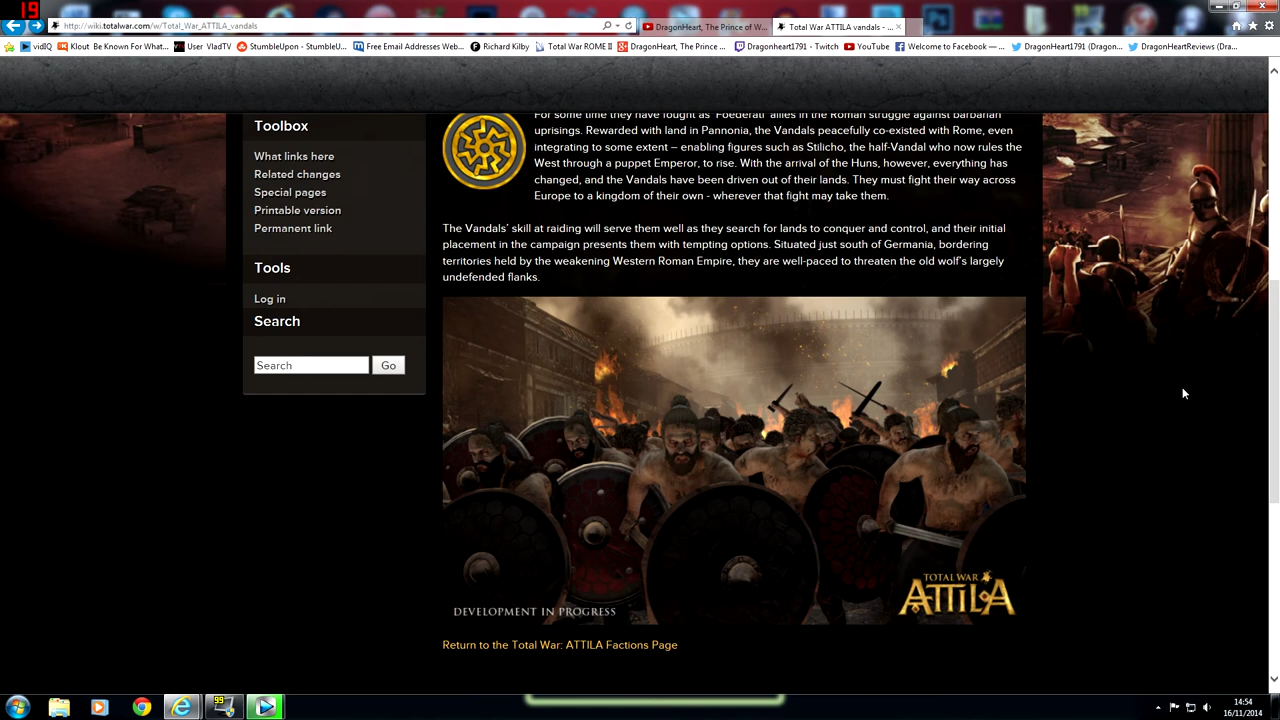 19
http://wiki.totalwar.com/w/Total_War_ATTILA_vandals
DragonHeart, The Prince of W...
Total War ATTILA vandals - ...
vidIQ
Klout Be Known For What...
User VladTV
StumbleUpon - StumbleU...
Free Email Addresses Web...
Richard Kilby
Total War ROME II
DragonHeart, The Prince ...
Dragonheart1791 - Twitch
YouTube
Welcome to Facebook — ...
DragonHeart1791 (Dragon...
DragonHeartReviews (Dra...
Toolbox
What links here
Related changes
Special pages
Printable version
Permanent link
Tools
Log in
Search
Search
Go
For some time they have fought as 'Foederati' allies in the Roman struggle against barbarian
uprisings. Rewarded with land in Pannonia, the Vandals peacefully co-existed with Rome, even
integrating to some extent – enabling figures such as Stilicho, the half-Vandal who now rules the
West through a puppet Emperor, to rise. With the arrival of the Huns, however, everything has
changed, and the Vandals have been driven out of their lands. They must fight their way across
Europe to a kingdom of their own - wherever that fight may take them.
The Vandals' skill at raiding will serve them well as they search for lands to conquer and control, and their initial
placement in the campaign presents them with tempting options. Situated just south of Germania, bordering
territories held by the weakening Western Roman Empire, they are well-paced to threaten the old wolf's largely
undefended flanks.
DEVELOPMENT IN PROGRESS
TOTAL WAR
ATTILA
Return to the Total War: ATTILA Factions Page
99
14:54
16/11/2014